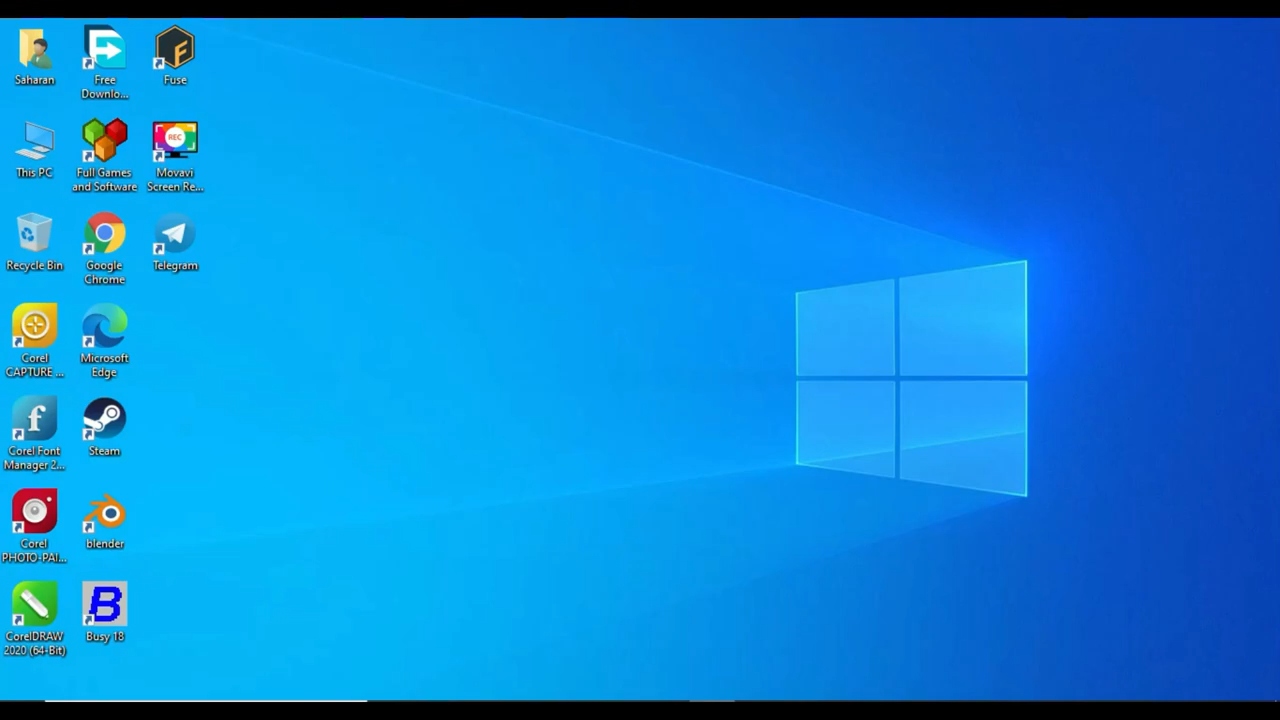 Saharan
Free
Downlo...
Fuse
This PC
Full Games
and Software
REC
Movavi
Screen Re...
Recycle Bin
Google
Chrome
Telegram
Corel
CAPTURE ...
Microsoft
Edge
Corel Font
Manager 2...
Steam
Corel
PHOTO-PAI...
blender
CorelDRAW
2020 (64-Bit)
B
Busy 18